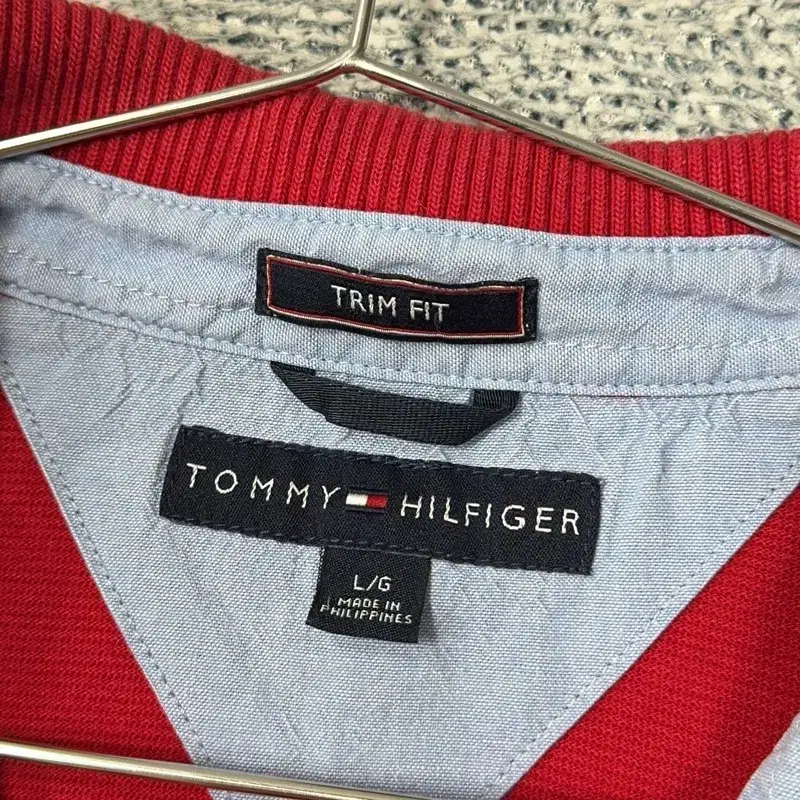 TRIM FIT
TOMMY HILFIGER
L/G
MADE IN
PHILIPPINES